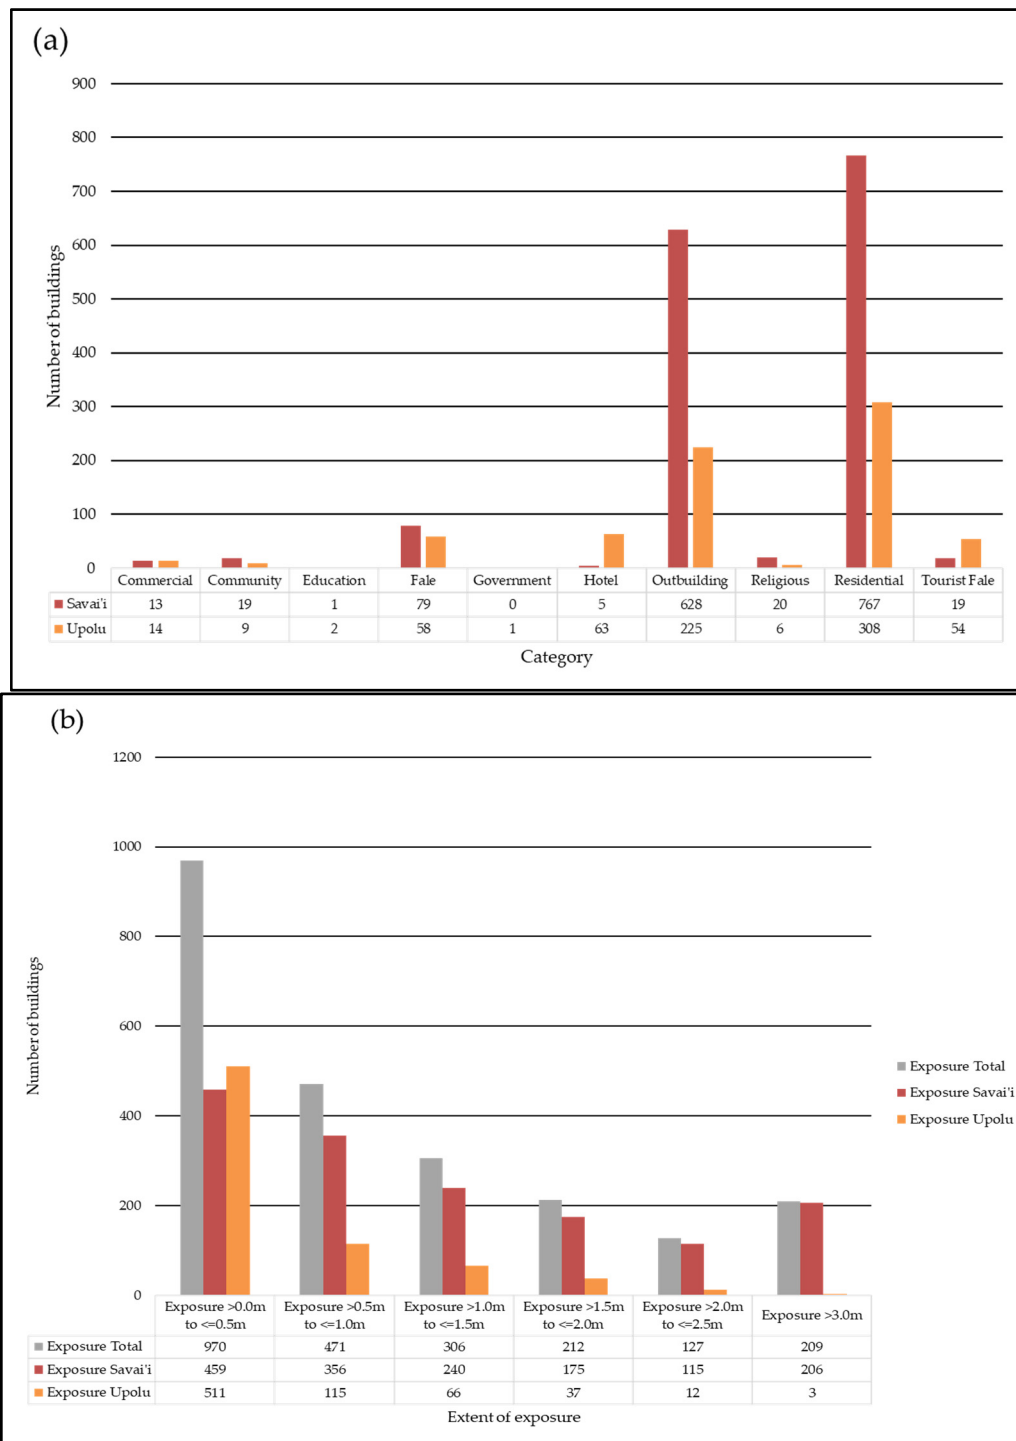 (a)
900
800
700
600
500
400
300
200
100
0
Number of buildings
Commercial Community Education Fale Government Hotel Outbuilding Religious Residential Tourist Fale
Savai'i 13 19 1 79 0 5 628 20 767 19
Upolu 14 9 2 58 1 63 225 6 308 54
Category
(b)
1200
1000
800
600
400
200
0
Number of buildings
Exposure Total
Exposure Savai'i
Exposure Upolu
Exposure >0.0m Exposure >0.5m Exposure >1.0m Exposure >1.5m Exposure >2.0m Exposure >3.0m
to <=0.5m to <=1.0m to <=1.5m to <=2.0m to <=2.5m
Exposure Total 970 471 306 212 127 209
Exposure Savai'i 459 356 240 175 115 206
Exposure Upolu 511 115 66 37 12 3
Extent of exposure